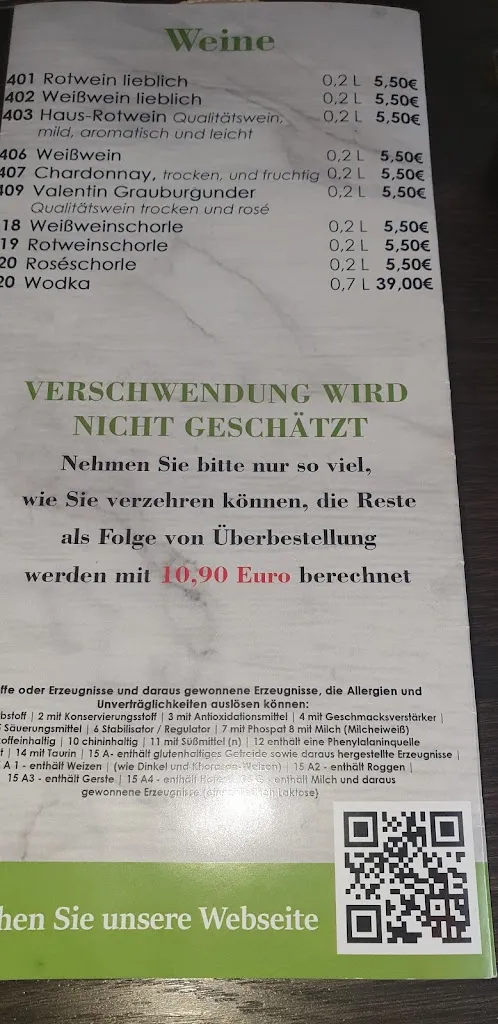 Weine
401 Rotwein lieblich 0,2 L 5,50€
402 Weißwein lieblich 0,2 L 5,50€
403 Haus-Rotwein Qualitätswein, 0,2 L 5,50€
mild, aromatisch und leicht
406 Weißwein 0,2 L 5,50€
407 Chardonnay, trocken, und fruchtig 0,2 L 5,50€
409 Valentin Grauburgunder 0,2 L 5,50€
Qualitätswein trocken und rosé
18 Weißweinschorle 0,2 L 5,50€
19 Rotweinschorle 0,2 L 5,50€
20 Roséschorle 0,2 L 5,50€
20 Wodka 0,7 L 39,00€
VERSCHWENDUNG WIRD
NICHT GESCHÄTZT
Nehmen Sie bitte nur so viel,
wie Sie verzehren können, die Reste
als Folge von Überbestellung
werden mit 10,90 Euro berechnet
ffe oder Erzeugnisse und daraus gewonnene Erzeugnisse, die Allergien und
Unverträglichkeiten auslösen können:
bstoff | 2 mit Konservierungsstoff | 3 mit Antioxidationsmittel | 4 mit Geschmacksverstärker |
Säuerungsmittel | 6 Stabilisator / Regulator | 7 mit Phospat 8 mit Milch (Milcheiweiß)
offeinhaltig | 10 chininhaltig | 11 mit Süßmittel (n) | 12 enthält eine Phenylalaninquelle
t | 14 mit Taurin | 15 A- enthält glutenhaltiges Getreide sowie daraus hergestellte Erzeugnisse |
A 1 - enthält Weizen | (wie Dinkel und Khorasan-Weizen) | 15 A2 - enthält Roggen |
15 A3 - enthält Gerste | 15 A4 - enthält enthält Milch und daraus
gewonnene Erzeugnisse Laktose)
hen Sie unsere Webseite